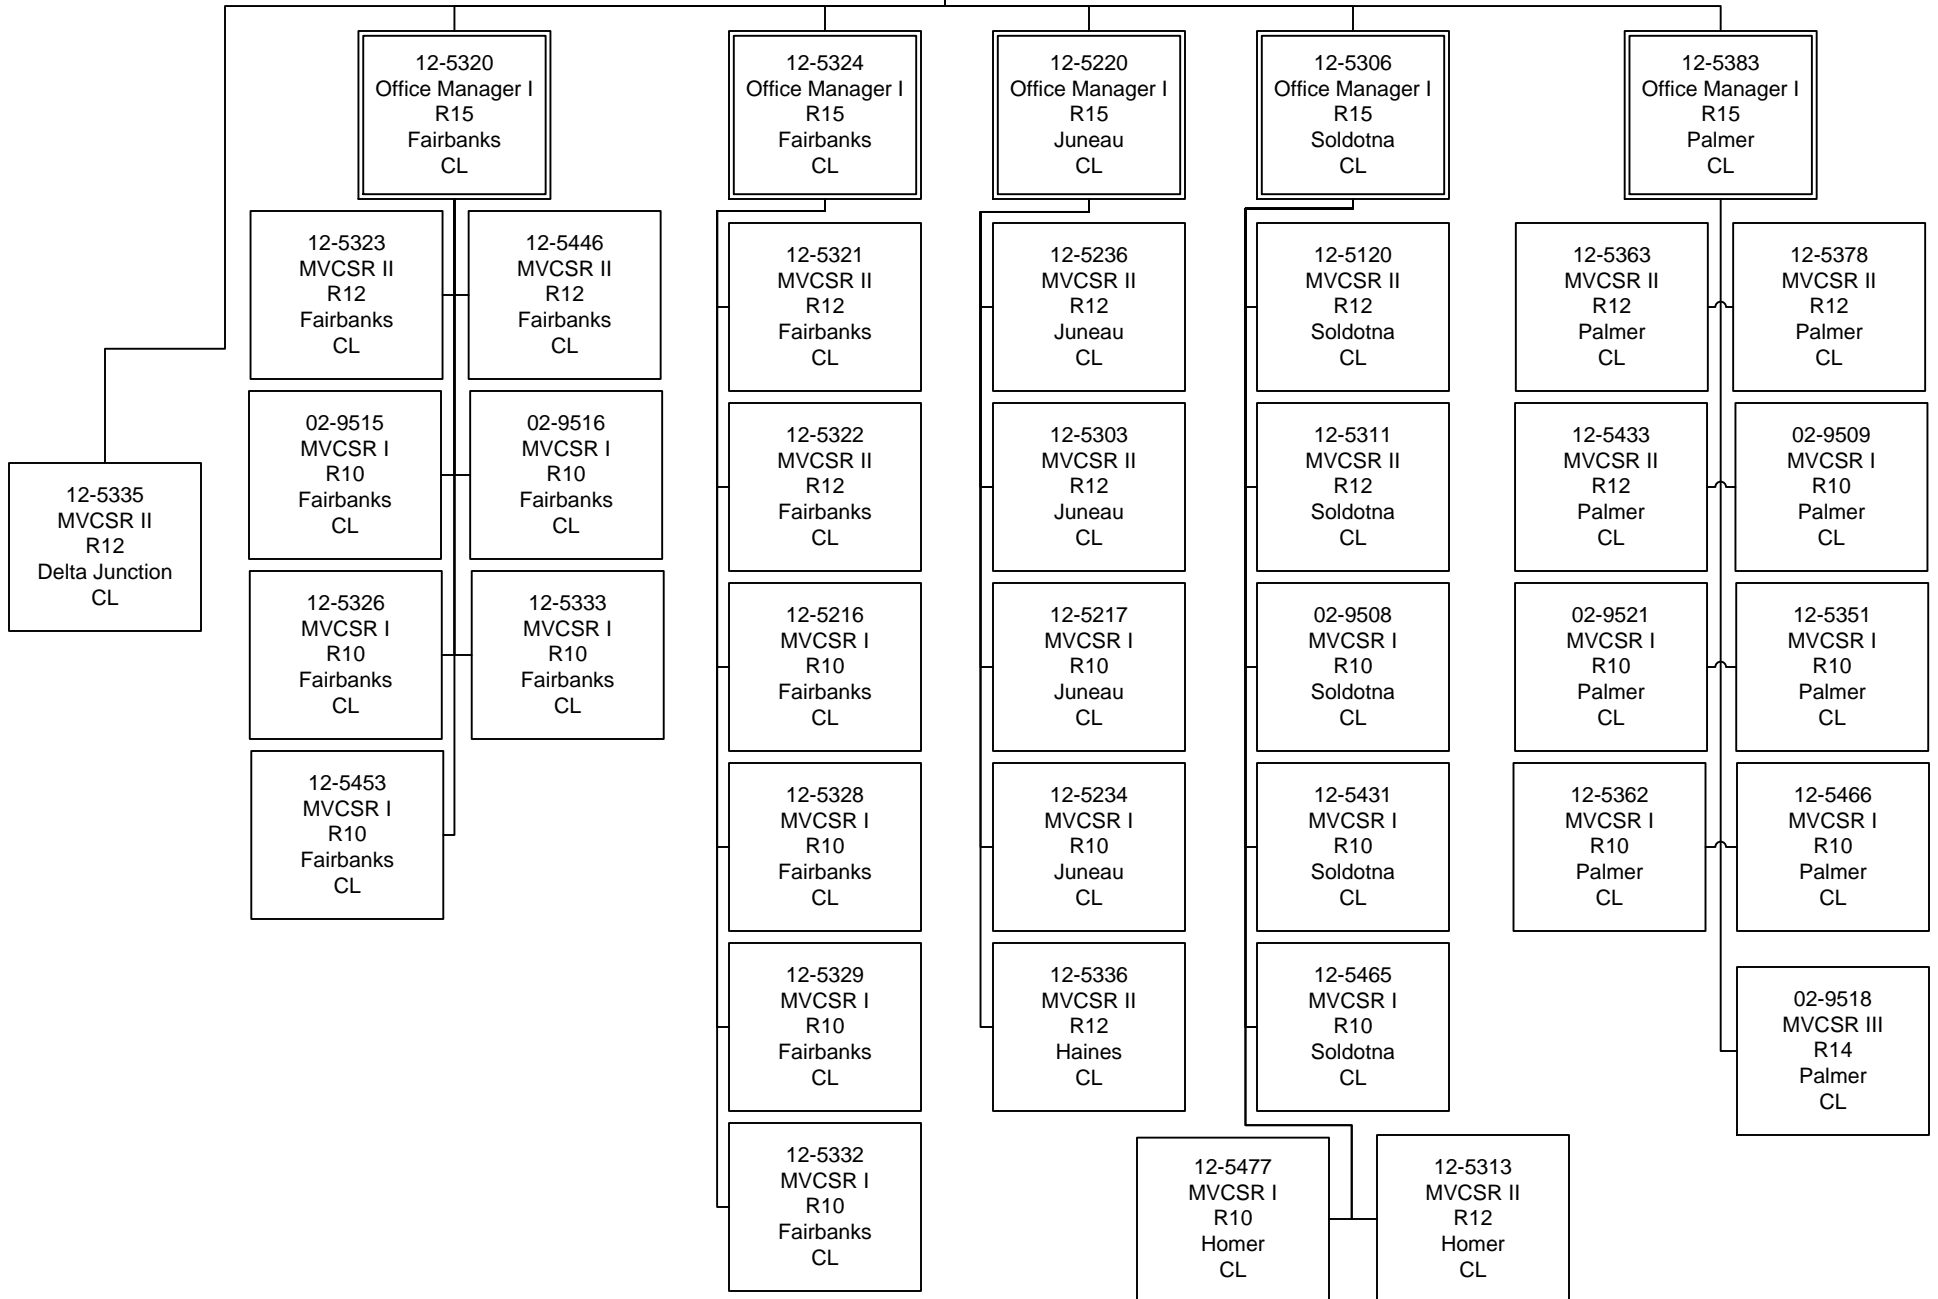 12-5320
Office Manager I
R15
Fairbanks
CL
12-5324
Office Manager I
R15
Fairbanks
CL
12-5220
Office Manager I
R15
Juneau
CL
12-5306
Office Manager I
R15
Soldotna
CL
12-5383
Office Manager I
R15
Palmer
CL
12-5335
MVCSR II
R12
Delta Junction
CL
12-5323
MVCSR II
R12
Fairbanks
CL
12-5446
MVCSR II
R12
Fairbanks
CL
02-9515
MVCSR I
R10
Fairbanks
CL
02-9516
MVCSR I
R10
Fairbanks
CL
12-5326
MVCSR I
R10
Fairbanks
CL
12-5333
MVCSR I
R10
Fairbanks
CL
12-5453
MVCSR I
R10
Fairbanks
CL
12-5321
MVCSR II
R12
Fairbanks
CL
12-5322
MVCSR II
R12
Fairbanks
CL
12-5216
MVCSR I
R10
Fairbanks
CL
12-5328
MVCSR I
R10
Fairbanks
CL
12-5329
MVCSR I
R10
Fairbanks
CL
12-5332
MVCSR I
R10
Fairbanks
CL
12-5236
MVCSR II
R12
Juneau
CL
12-5303
MVCSR II
R12
Juneau
CL
12-5217
MVCSR I
R10
Juneau
CL
12-5234
MVCSR I
R10
Juneau
CL
12-5336
MVCSR II
R12
Haines
CL
12-5120
MVCSR II
R12
Soldotna
CL
12-5311
MVCSR II
R12
Soldotna
CL
02-9508
MVCSR I
R10
Soldotna
CL
12-5431
MVCSR I
R10
Soldotna
CL
12-5465
MVCSR I
R10
Soldotna
CL
12-5477
MVCSR I
R10
Homer
CL
12-5313
MVCSR II
R12
Homer
CL
12-5363
MVCSR II
R12
Palmer
CL
12-5378
MVCSR II
R12
Palmer
CL
12-5433
MVCSR II
R12
Palmer
CL
02-9509
MVCSR I
R10
Palmer
CL
02-9521
MVCSR I
R10
Palmer
CL
12-5351
MVCSR I
R10
Palmer
CL
12-5362
MVCSR I
R10
Palmer
CL
12-5466
MVCSR I
R10
Palmer
CL
02-9518
MVCSR III
R14
Palmer
CL